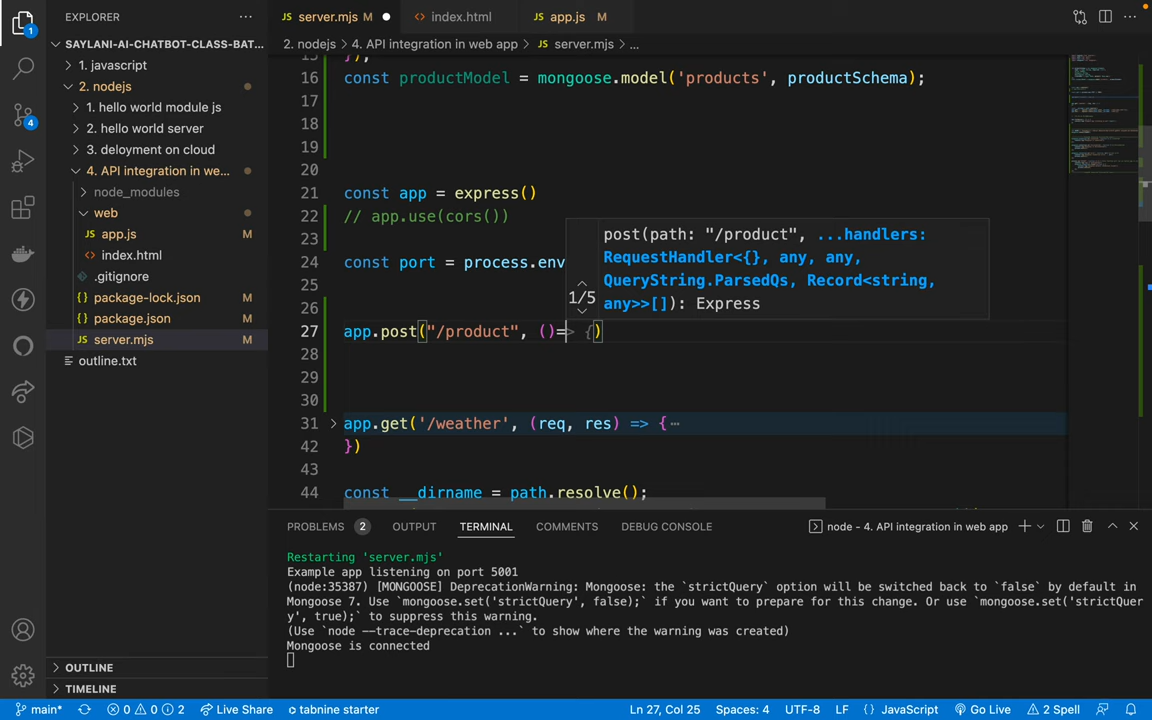 EXPLORER
server.mjs M
index.html
app.js M
SAYLANI-AI-CHATBOT-CLASS-BAT...
1. javascript
2. nodejs
1. hello world module js
2. hello world server
3. deloyment on cloud
4. API integration in we...
node_modules
web
app.js M
index.html
.gitignore
package-lock.json M
package.json M
server.mjs M
outline.txt
OUTLINE
TIMELINE
1
4
2. nodejs > 4. API integration in web app > server.mjs > ...
15 });
16 const productModel = mongoose.model('products', productSchema);
17
18
19
20
21 const app = express()
22 // app.use(cors())
23
24 const port = process.env
25
26
27 app.post("/product", ()=> {)
28
29
30
31 app.get('/weather', (req, res) => {⋯
42 })
43
44 const __dirname = path.resolve();
post(path: "/product", ...handlers:
RequestHandler<{}, any, any,
QueryString.ParsedQs, Record<string,
any>>[]): Express
1/5
PROBLEMS 2 OUTPUT TERMINAL COMMENTS DEBUG CONSOLE
node - 4. API integration in web app
Restarting 'server.mjs'
Example app listening on port 5001
(node:35387) [MONGOOSE] DeprecationWarning: Mongoose: the `strictQuery` option will be switched back to `false` by default in
Mongoose 7. Use `mongoose.set('strictQuery', false);` if you want to prepare for this change. Or use `mongoose.set('strictQuer
y', true);` to suppress this warning.
(Use `node --trace-deprecation ...` to show where the warning was created)
Mongoose is connected
main* 0 0 2 Live Share tabnine starter Ln 27, Col 25 Spaces: 4 UTF-8 LF {} JavaScript Go Live 2 Spell